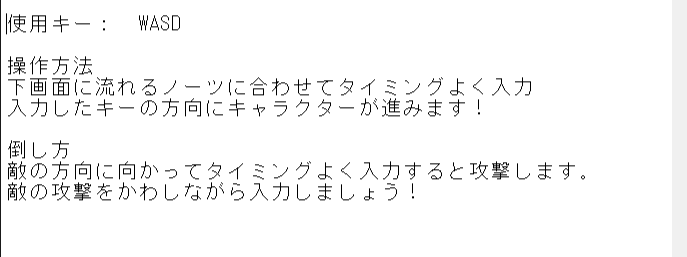 使用キー： WASD
操作方法
下画面に流れるノーツに合わせてタイミングよく入力
入力したキーの方向にキャラクターが進みます！
倒し方
敵の方向に向かってタイミングよく入力すると攻撃します。
敵の攻撃をかわしながら入力しましょう！